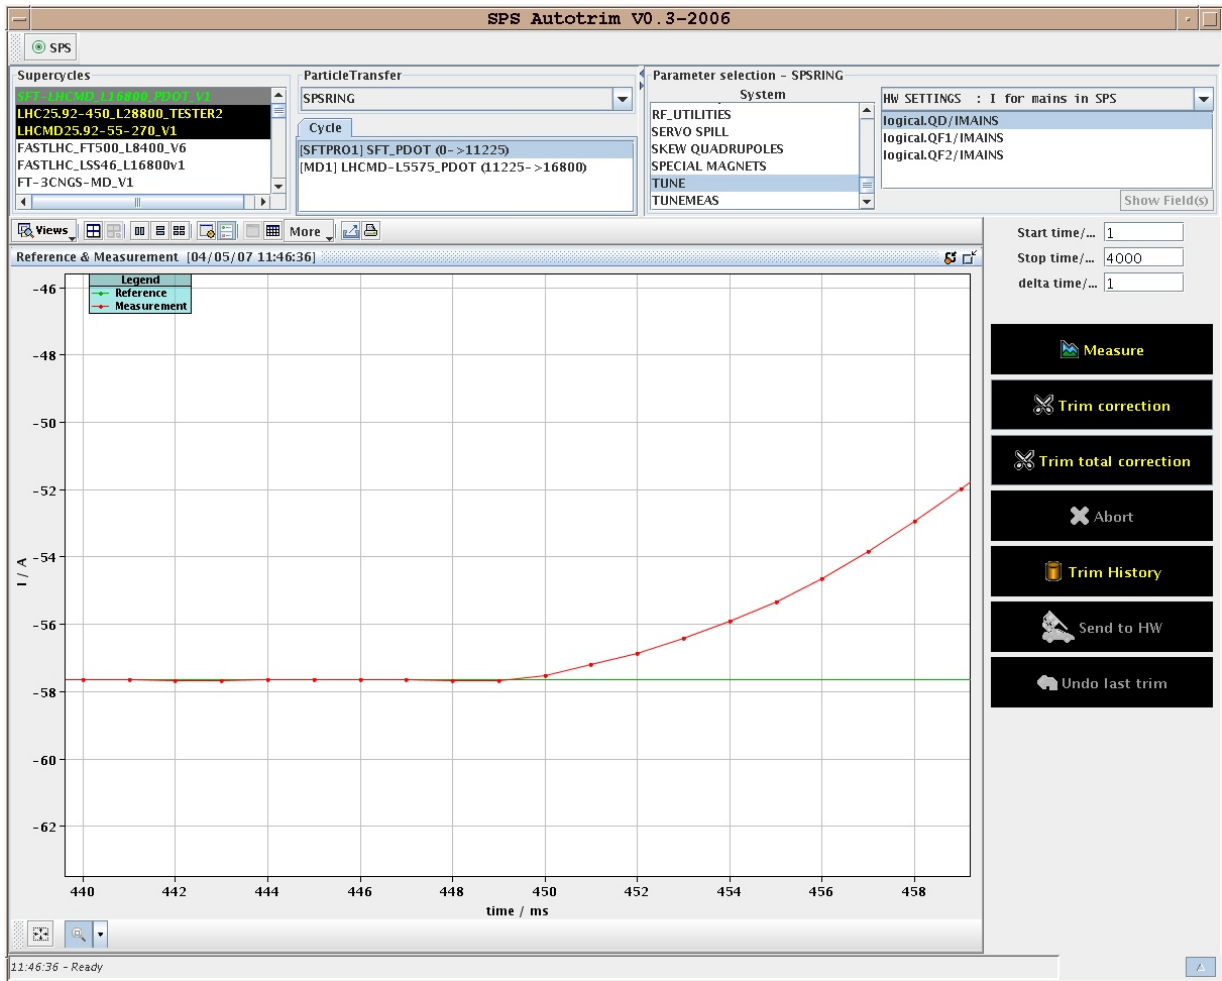 SPS Autotrim V0.3-2006
SPS
Supercycles
SFT-LHCMD_L16800_PDOT_V1
LHC25.92-450_L28800_TESTER2
LHCMD25.92-55-270_V1
FASTLHC_FT500_L8400_V6
FASTLHC_LSS46_L16800v1
FT-3CNGS-MD_V1
ParticleTransfer
SPSRING
Cycle
[SFTPRO1] SFT_PDOT (0->11225)
[MD1] LHCMD-L5575_PDOT (11225->16800)
Parameter selection - SPSRING
System
RF_UTILITIES
SERVO SPILL
SKEW QUADRUPOLES
SPECIAL MAGNETS
TUNE
TUNEMEAS
HW SETTINGS : I for mains in SPS
logical.QD/IMAINS
logical.QF1/IMAINS
logical.QF2/IMAINS
Show Field(s)
Views
More
Start time/... 1
Stop time/... 4000
delta time/... 1
Reference & Measurement [04/05/07 11:46:36]
Legend
Reference
Measurement
-46
-48
-50
-52
-54
-56
-58
-60
-62
I / A
440 442 444 446 448 450 452 454 456 458
time / ms
Measure
Trim correction
Trim total correction
Abort
Trim History
Send to HW
Undo last trim
11:46:36 - Ready